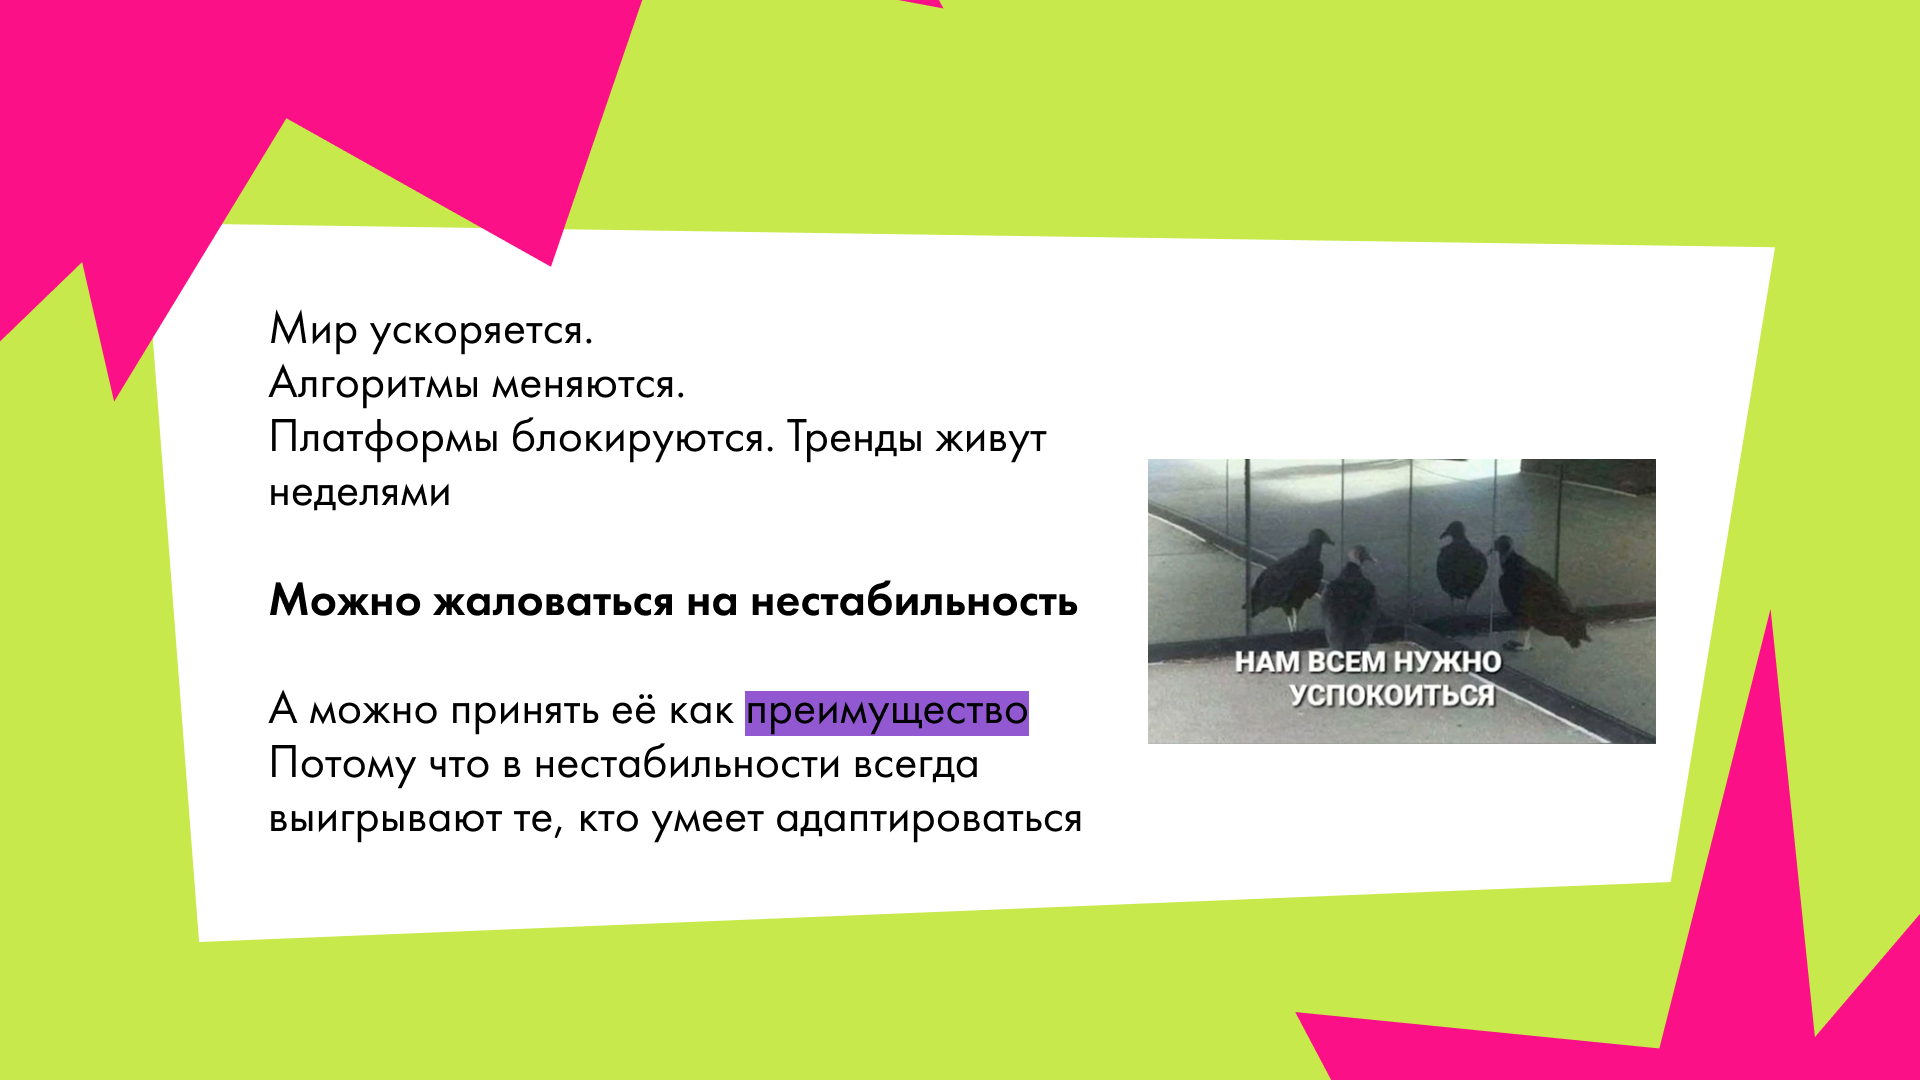 Мир ускоряется.
Алгоритмы меняются.
Платформы блокируются. Тренды живут
неделями
Можно жаловаться на нестабильность
А можно принять её как преимущество
Потому что в нестабильности всегда
выигрывают те, кто умеет адаптироваться
НАМ ВСЕМ НУЖНО
УСПОКОИТЬСЯ